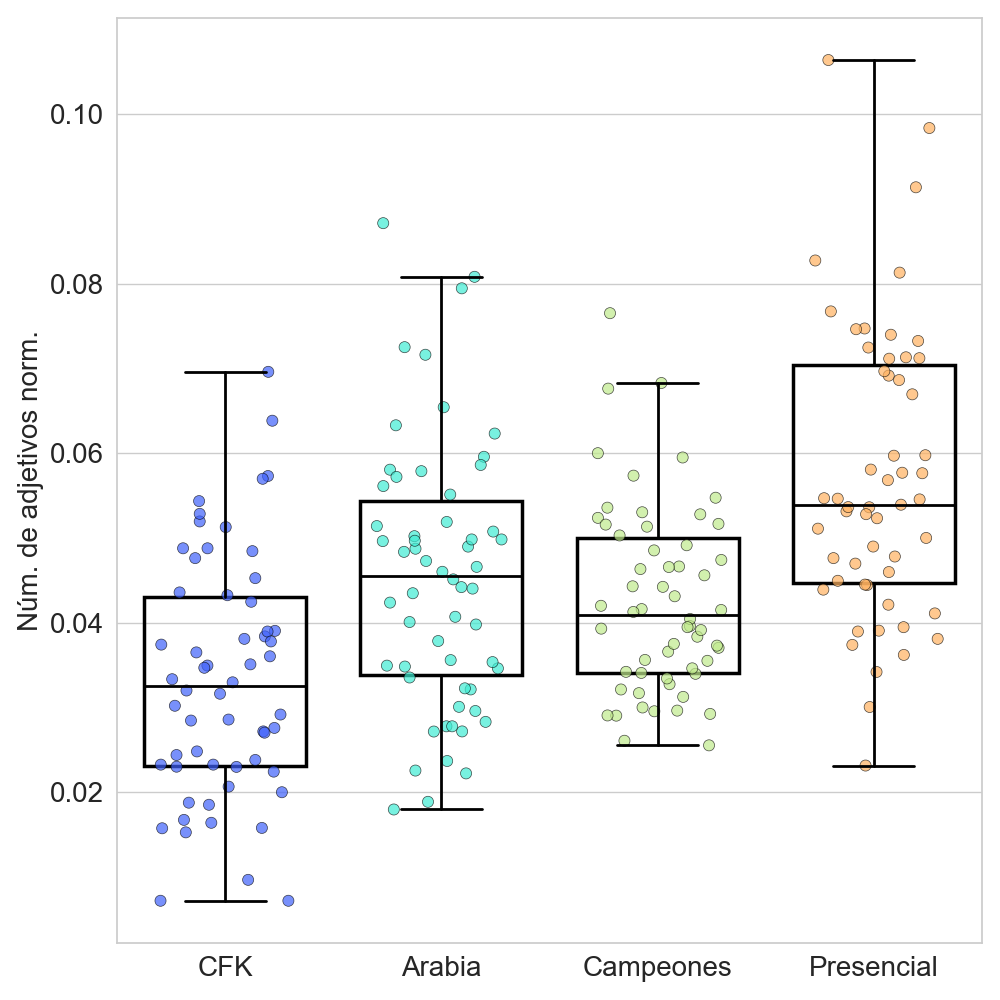 Núm. de adjetivos norm.
0.10
0.08
0.06
0.04
0.02
CFK
Arabia
Campeones
Presencial